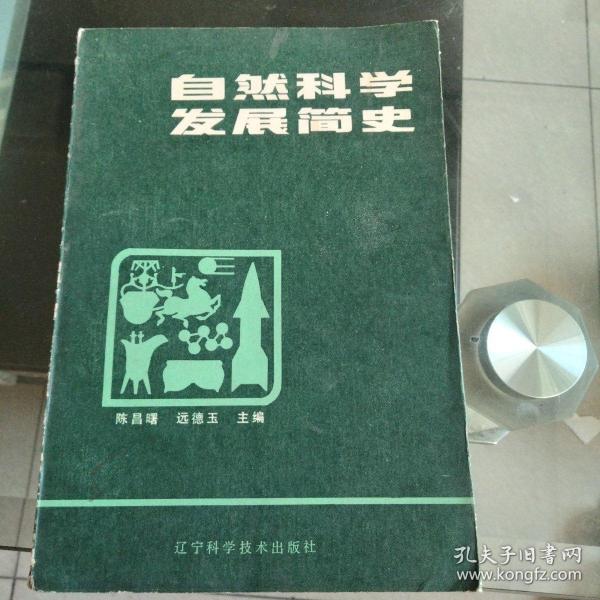 自然科学
发展简史
陈昌曙 远德玉 主编
辽宁科学技术出版社
孔夫子旧书网
www.kongfz.com